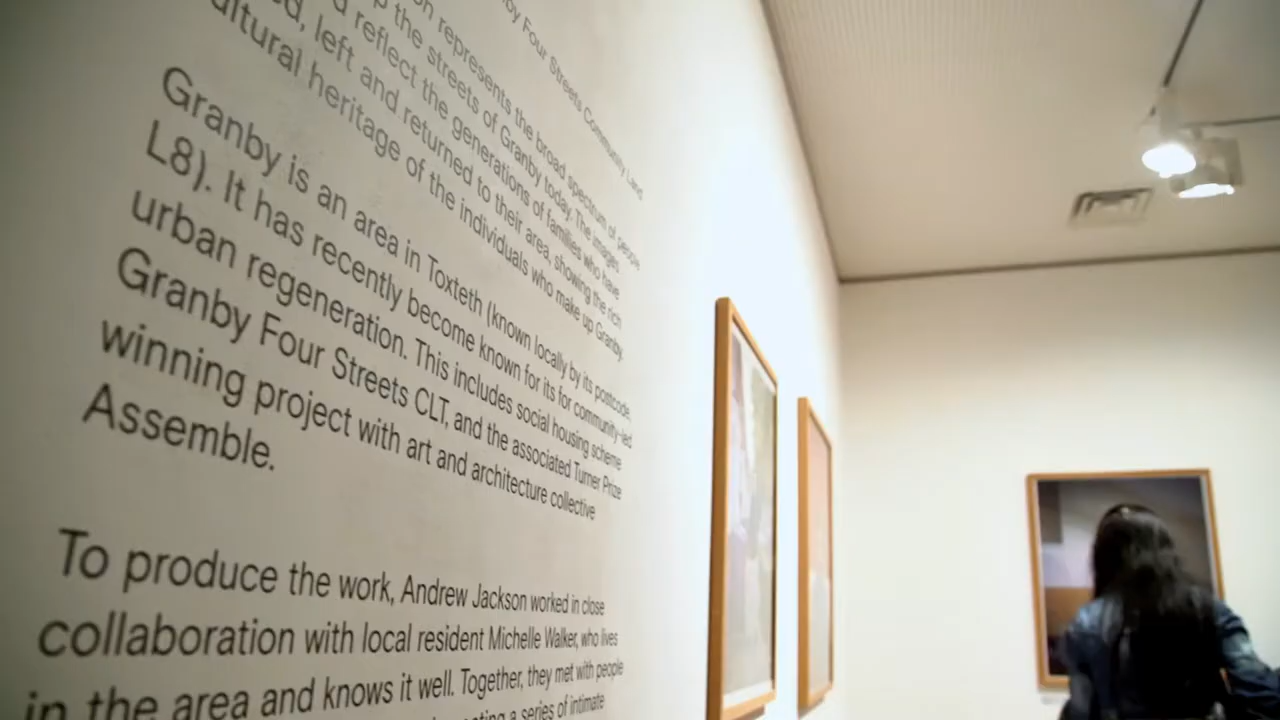 by Four Streets Community Land
represents the broad spectrum of people
the streets of Granby today. The images
reflect the generations of families who have
left and returned to their area, showing the rich
cultural heritage of the individuals who make up Granby.
Granby is an area in Toxteth (known locally by its postcode,
L8). It has recently become known for its for community-led
urban regeneration. This includes social housing scheme
Granby Four Streets CLT, and the associated Turner Prize
winning project with art and architecture collective
Assemble.
To produce the work, Andrew Jackson worked in close
collaboration with local resident Michelle Walker, who lives
in the area and knows it well. Together, they met with people
a series of intimate